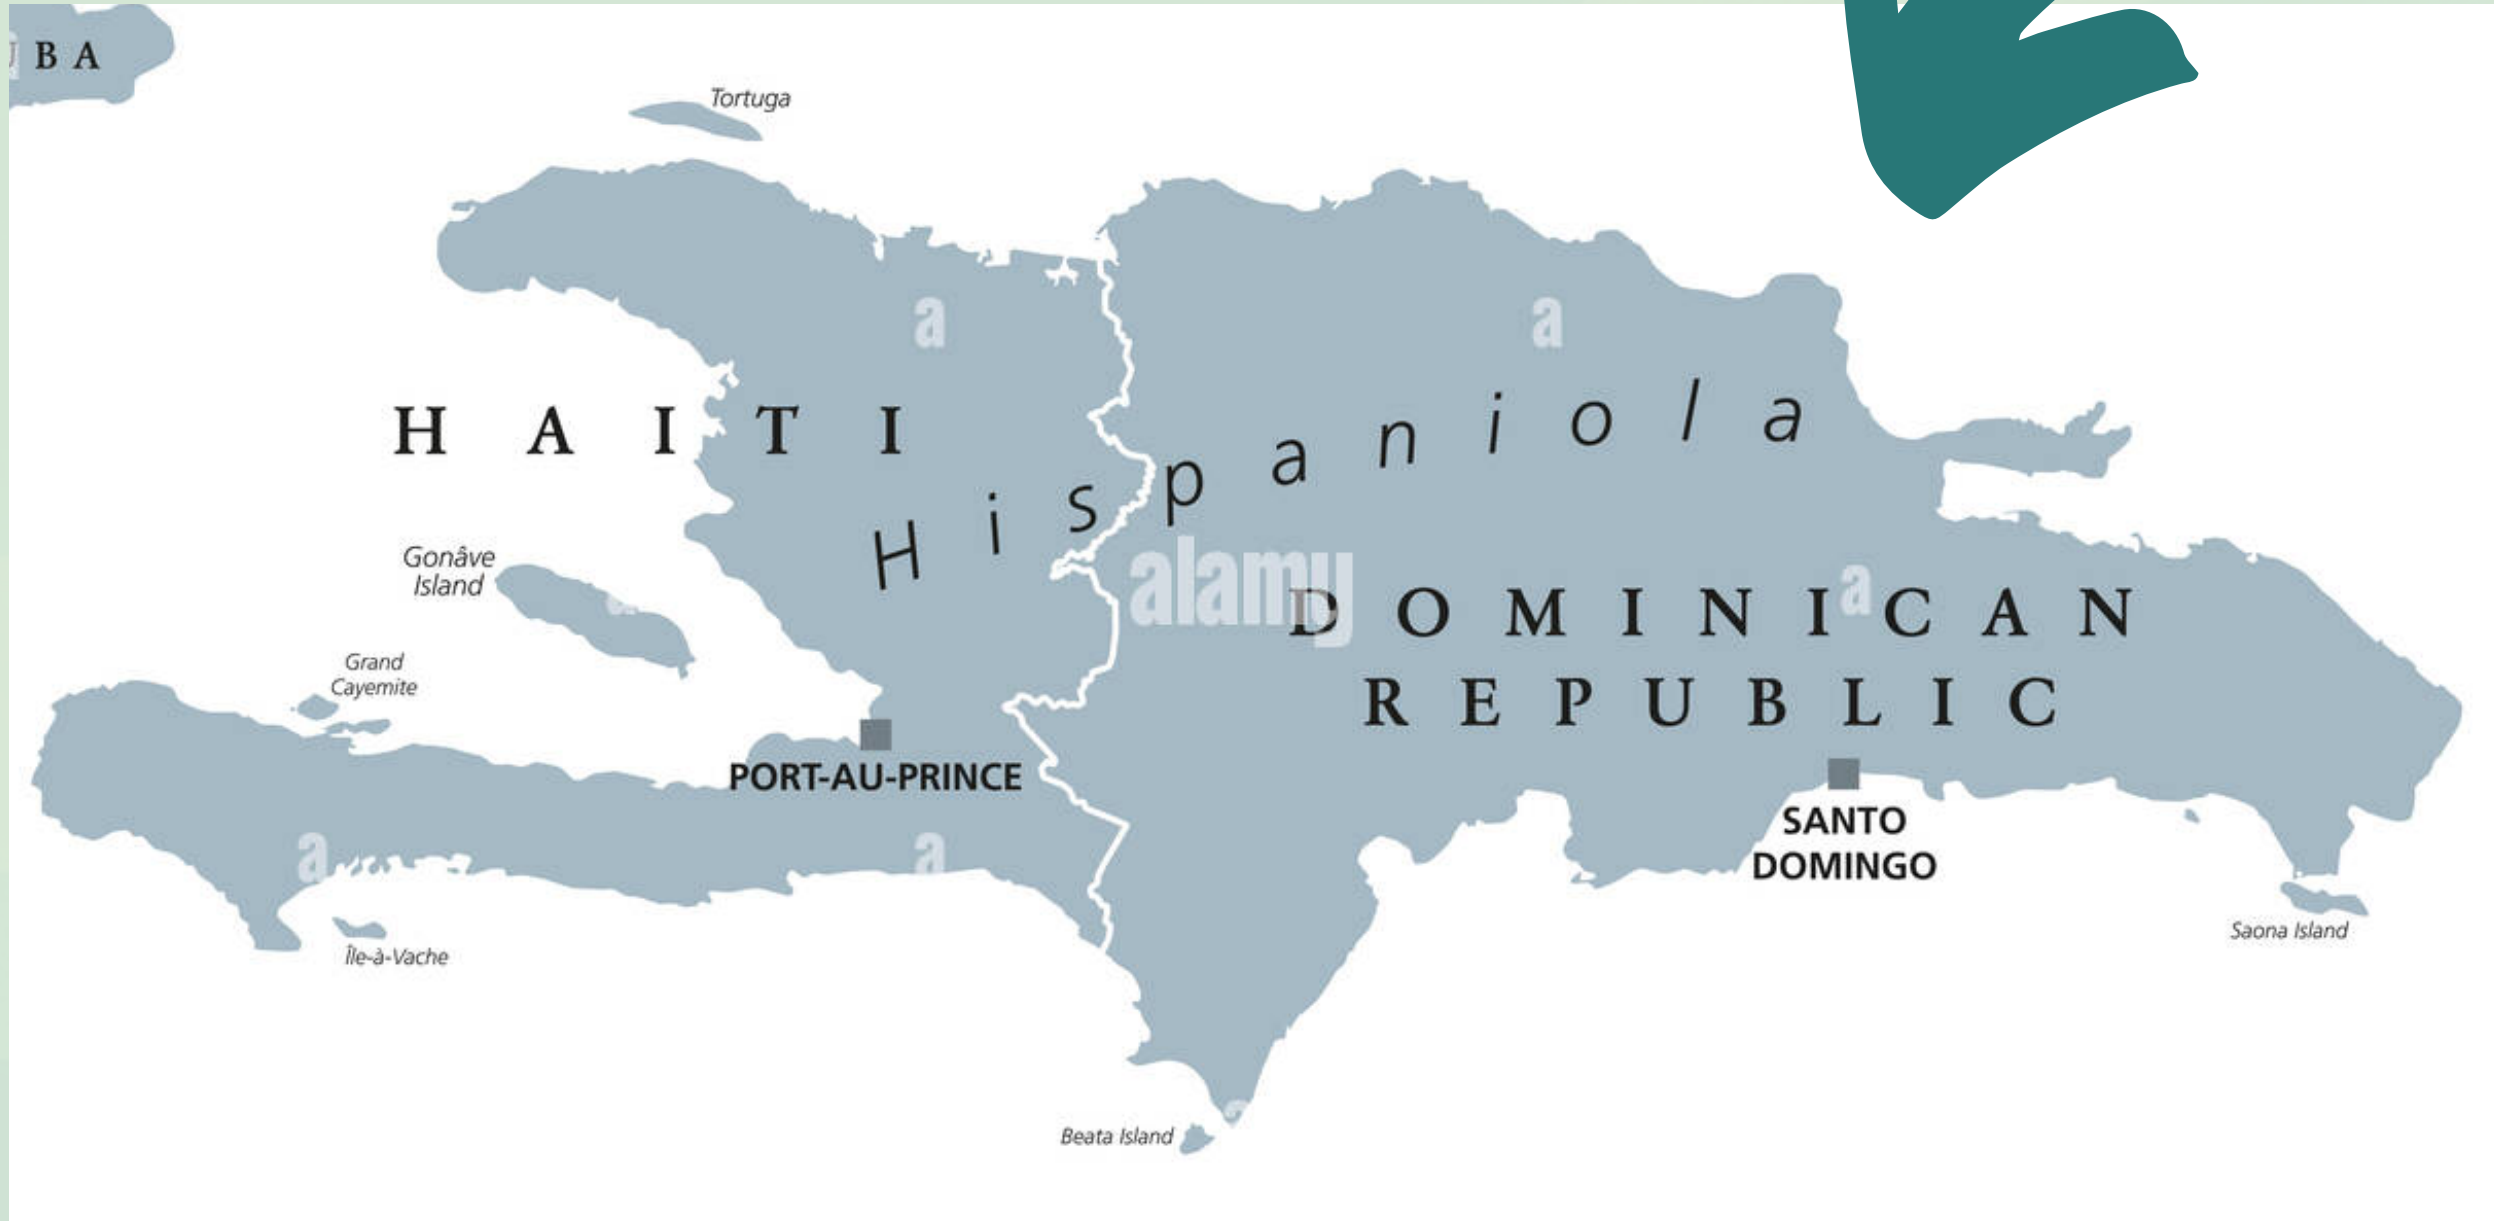 UBA
Tortuga
HAITI
Hispaniola
Gonâve
Island
Grand
Cayemite
alamy
DOMINICAN
REPUBLIC
PORT-AU-PRINCE
SANTO
DOMINGO
Île-à-Vache
Saona Island
Beata Island
a
a
a
a
a
a
a